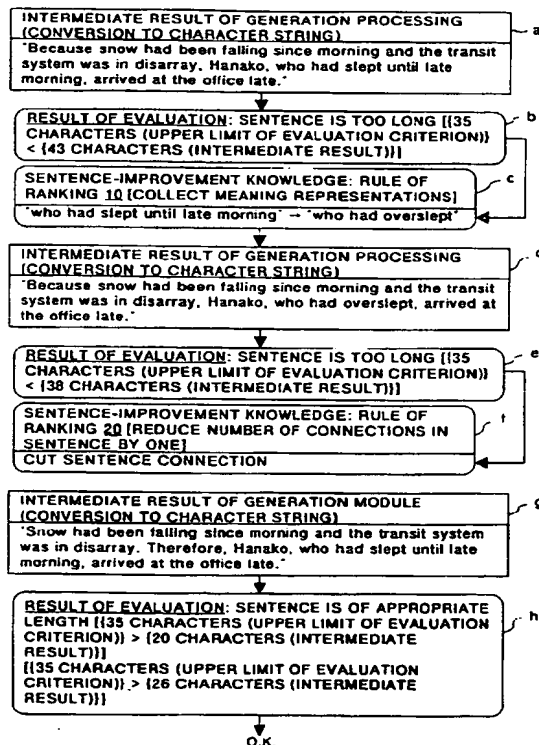 INTERMEDIATE RESULT OF GENERATION PROCESSING
(CONVERSION TO CHARACTER STRING)
"Because snow had been falling since morning and the transit
system was in disarray, Hanako, who had slept until late
morning, arrived at the office late."
a
RESULT OF EVALUATION: SENTENCE IS TOO LONG [{35
CHARACTERS (UPPER LIMIT OF EVALUATION CRITERION)}
< {43 CHARACTERS (INTERMEDIATE RESULT)}]
b
SENTENCE-IMPROVEMENT KNOWLEDGE: RULE OF
RANKING 10 [COLLECT MEANING REPRESENTATIONS]
"who had slept until late morning" → "who had overslept"
c
INTERMEDIATE RESULT OF GENERATION PROCESSING
(CONVERSION TO CHARACTER STRING)
"Because snow had been falling since morning and the transit
system was in disarray, Hanako, who had overslept, arrived at
the office late."
d
RESULT OF EVALUATION: SENTENCE IS TOO LONG [{35
CHARACTERS (UPPER LIMIT OF EVALUATION CRITERION)}
< {38 CHARACTERS (INTERMEDIATE RESULT)}]
e
SENTENCE-IMPROVEMENT KNOWLEDGE: RULE OF
RANKING 20 [REDUCE NUMBER OF CONNECTIONS IN
SENTENCE BY ONE]
CUT SENTENCE CONNECTION
f
INTERMEDIATE RESULT OF GENERATION MODULE
(CONVERSION TO CHARACTER STRING)
"Snow had been falling since morning and the transit system
was in disarray. Therefore, Hanako, who had slept until late
morning, arrived at the office late."
g
RESULT OF EVALUATION: SENTENCE IS OF APPROPRIATE
LENGTH [{35 CHARACTERS (UPPER LIMIT OF EVALUATION
CRITERION)} > {20 CHARACTERS (INTERMEDIATE
RESULT)}]
[{35 CHARACTERS (UPPER LIMIT OF EVALUATION
CRITERION)} > {26 CHARACTERS (INTERMEDIATE
RESULT)}]
h
O.K